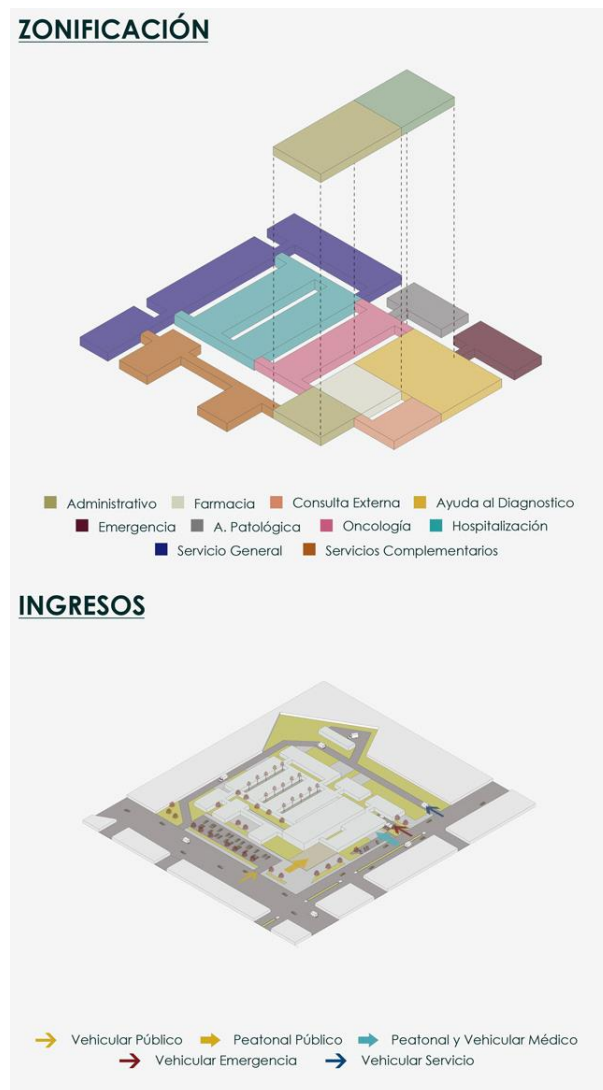 ZONIFICACIÓN
Administrativo Farmacia Consulta Externa Ayuda al Diagnostico
Emergencia A. Patológica Oncología Hospitalización
Servicio General Servicios Complementarios
INGRESOS
Vehicular Público Peatonal Público Peatonal y Vehicular Médico
Vehicular Emergencia Vehicular Servicio